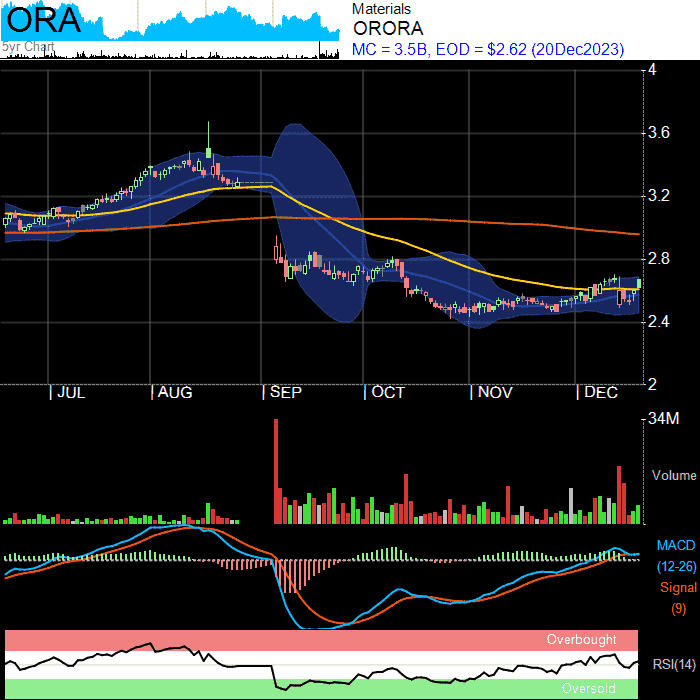 ORA
5yr Chart
Materials
ORORA
MC = 3.5B, EOD = $2.62 (20Dec2023)
4
3.6
3.2
2.8
2.4
2
JUL AUG SEP OCT NOV DEC
34M
Volume
MACD
(12-26)
Signal
(9)
Overbought
RSI(14)
Oversold